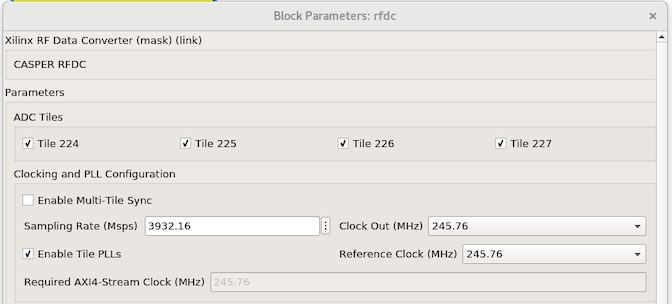 Block Parameters: rfdc
Xilinx RF Data Converter (mask) (link)
CASPER RFDC
Parameters
ADC Tiles
Tile 224 Tile 225 Tile 226 Tile 227
Clocking and PLL Configuration
Enable Multi-Tile Sync
Sampling Rate (Msps) 3932.16 Clock Out (MHz) 245.76
Enable Tile PLLs Reference Clock (MHz) 245.76
Required AXI4-Stream Clock (MHz) 245.76